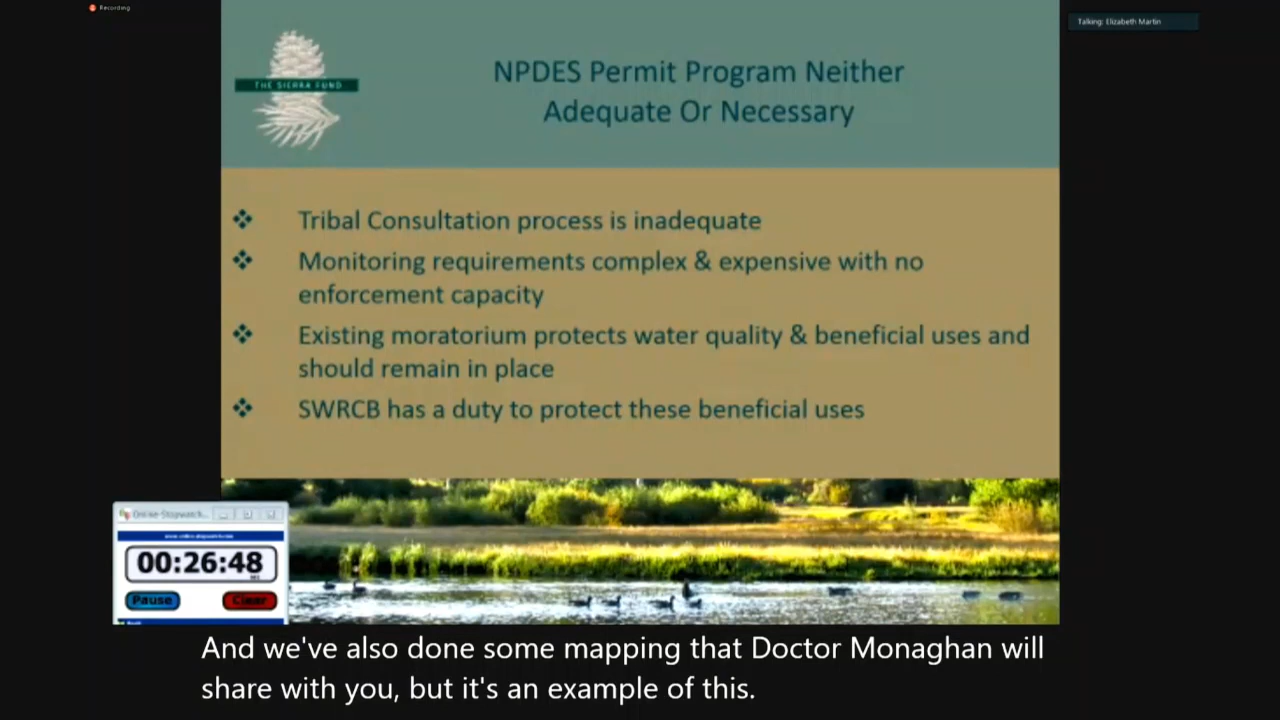 Recording
Talking: Elizabeth Martin
THE SIERRA FUND
NPDES Permit Program Neither
Adequate Or Necessary
Tribal Consultation process is inadequate
Monitoring requirements complex & expensive with no
enforcement capacity
Existing moratorium protects water quality & beneficial uses and
should remain in place
SWRCB has a duty to protect these beneficial uses
Online-Stopwatch...
00:26:48
Pause
Clear
And we've also done some mapping that Doctor Monaghan will
share with you, but it's an example of this.